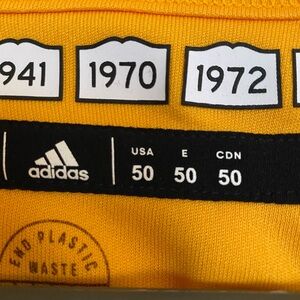 941 1970 1972
adidas
USA E CDN
50 50 50
END PLASTIC
WASTE